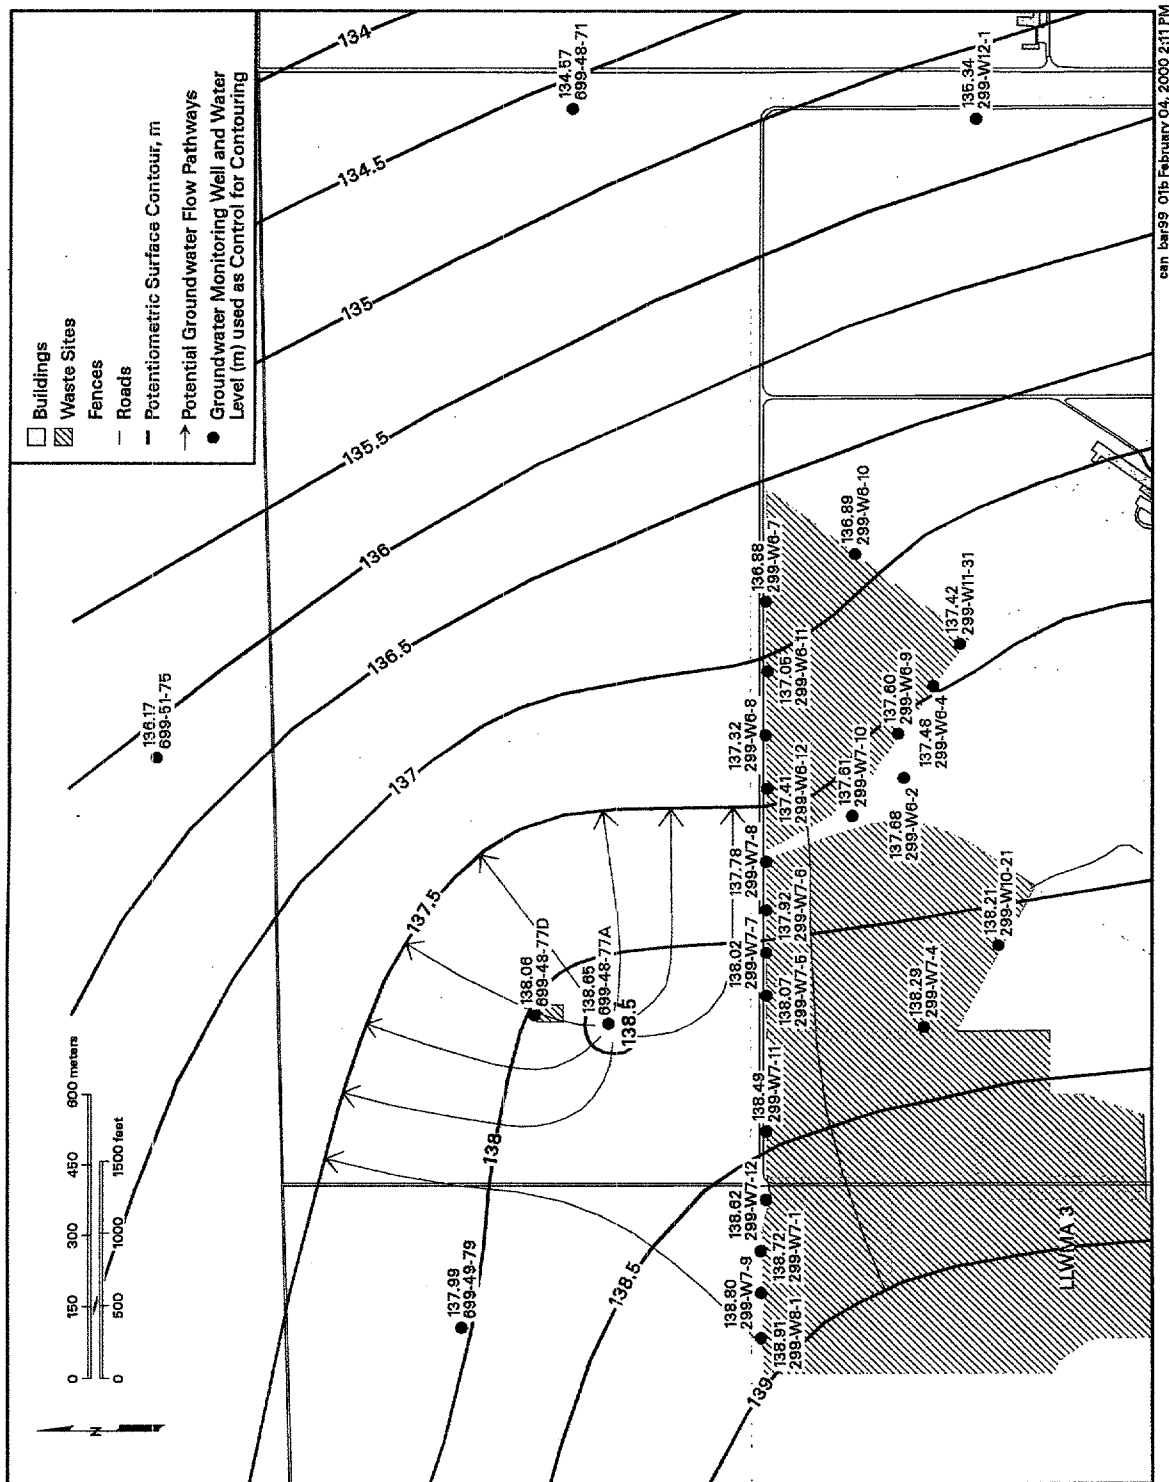 Buildings
Waste Sites
Fences
Roads
Potentiometric Surface Contour, m
Potential Groundwater Flow Pathways
Groundwater Monitoring Well and Water
Level (m) used as Control for Contouring
N
0 150 300 450 600 meters
0 500 1000 1500 feet
134
134.5
135
135.5
136
136.5
137
137.5
138
138.5
138.5
139
136.17
699-51-75
134.57
699-48-71
137.99
699-49-79
138.06
699-48-77D
138.65
699-48-77A
138.91
299-W8-1
138.80
299-W7-9
138.72
299-W7-1
138.62
299-W7-12
138.49
299-W7-11
138.07
299-W7-5
138.02
299-W7-7
137.92
299-W7-6
137.78
299-W7-8
137.41
299-W6-12
137.32
299-W6-8
137.05
299-W6-11
136.88
299-W6-7
136.89
299-W6-10
137.61
299-W7-10
137.60
299-W6-9
137.68
299-W6-2
137.48
299-W6-4
137.42
299-W11-31
138.29
299-W7-4
138.21
299-W10-21
135.34
299-W12-1
LLWMA 3
can bar99 01b February 04, 2000 2:11 PM